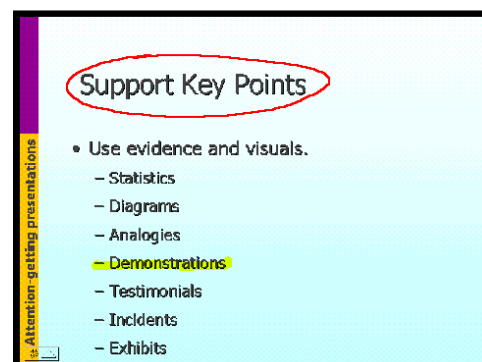 Support Key Points
• Use evidence and visuals.
– Statistics
– Diagrams
– Analogies
– Demonstrations
– Testimonials
– Incidents
– Exhibits
Attention-getting presentations